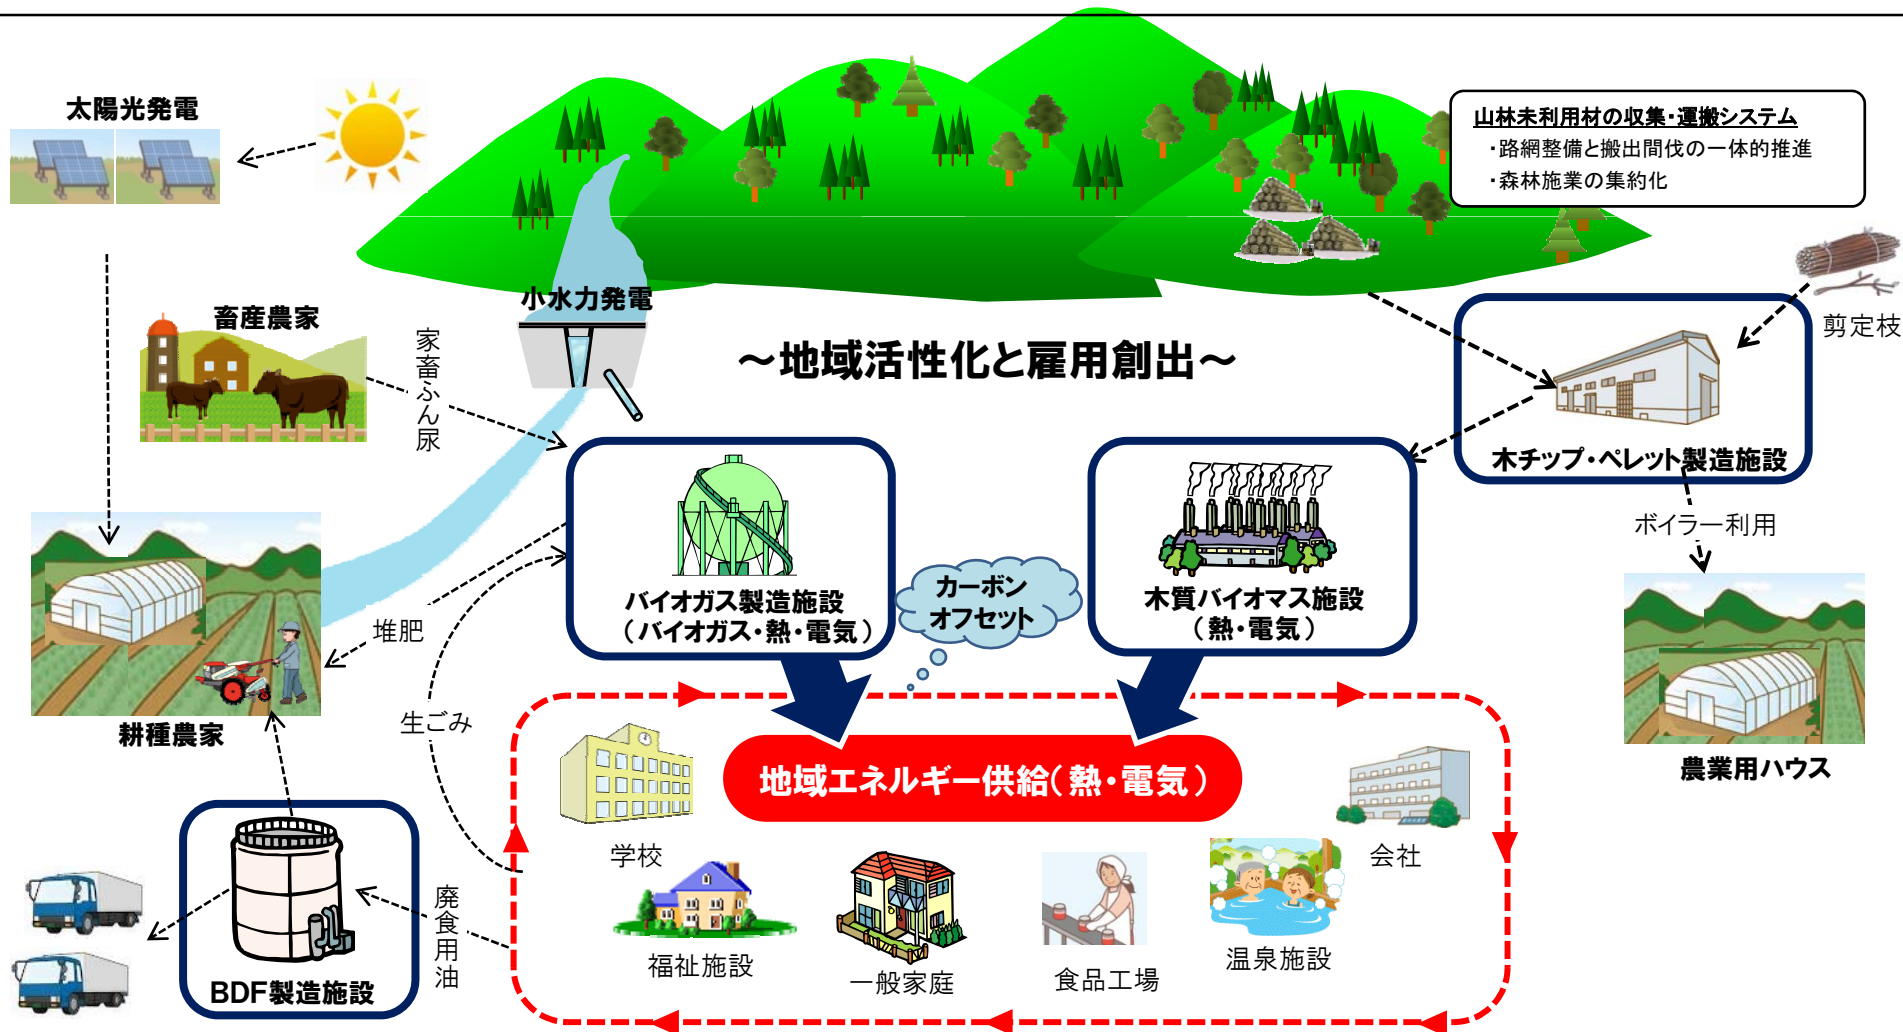 太陽光発電
山林未利用材の収集・運搬システム
・路網整備と搬出間伐の一体的推進
・森林施業の集約化
小水力発電
畜産農家
家畜ふん尿
～地域活性化と雇用創出～
剪定枝
木チップ・ペレット製造施設
ボイラー利用
バイオガス製造施設
（バイオガス・熱・電気）
カーボン
オフセット
木質バイオマス施設
（熱・電気）
堆肥
生ごみ
耕種農家
地域エネルギー供給（熱・電気）
農業用ハウス
学校
会社
廃食用油
福祉施設
一般家庭
食品工場
温泉施設
BDF製造施設